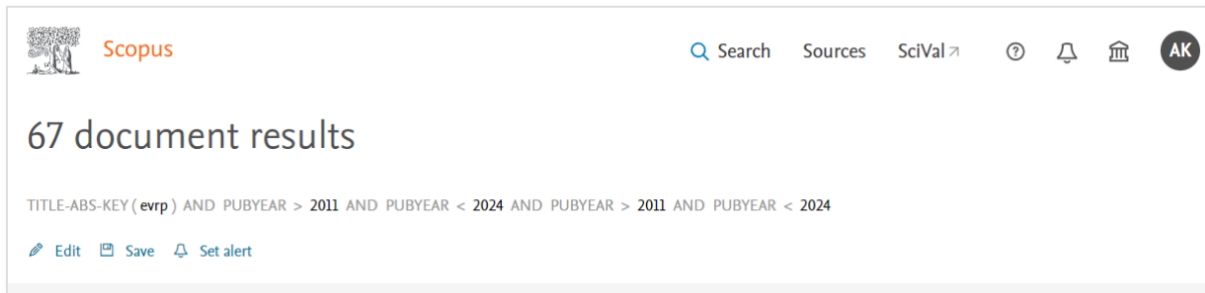 Scopus
Search Sources SciVal ↗ AK
67 document results
TITLE-ABS-KEY ( evrp ) AND PUBYEAR > 2011 AND PUBYEAR < 2024 AND PUBYEAR > 2011 AND PUBYEAR < 2024
Edit Save Set alert